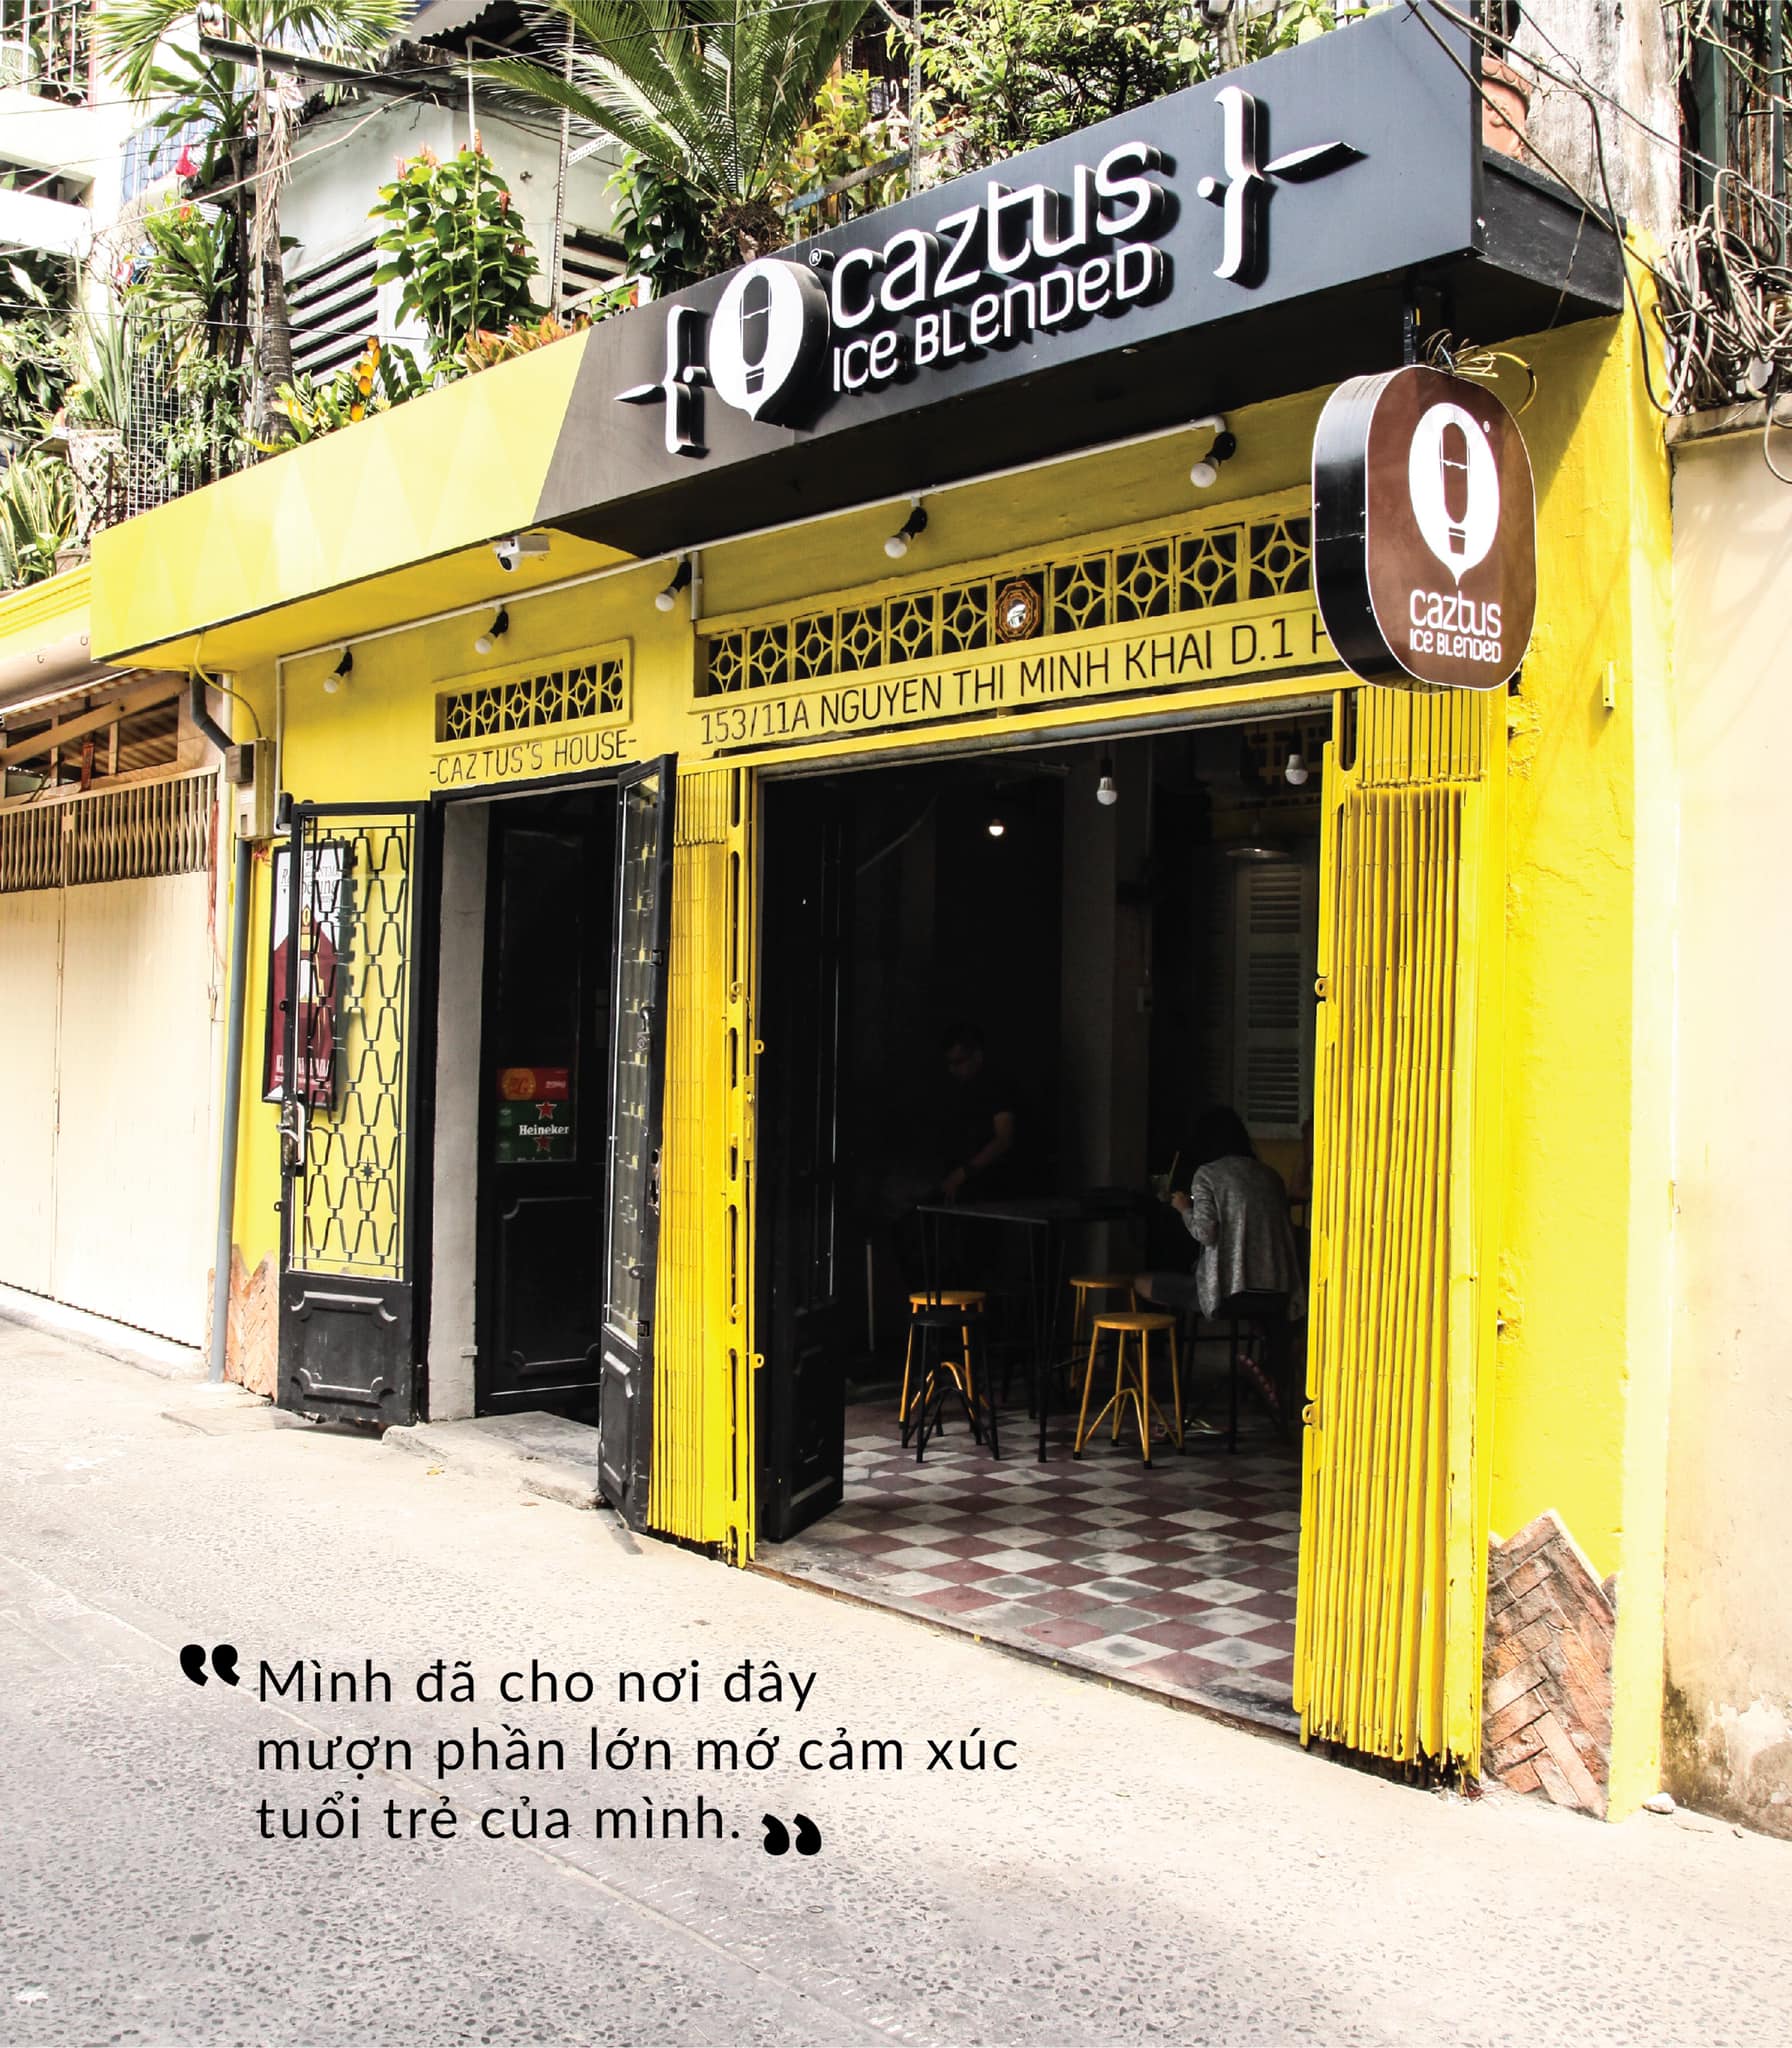 caztus
ICE BLENDED
caztus
ICE BLENDED
153/11A NGUYEN THI MINH KHAI D.1 H
-CAZTUS'S HOUSE-
Heineken
“Mình đã cho nơi đây
mượn phần lớn mớ cảm xúc
tuổi trẻ của mình.”